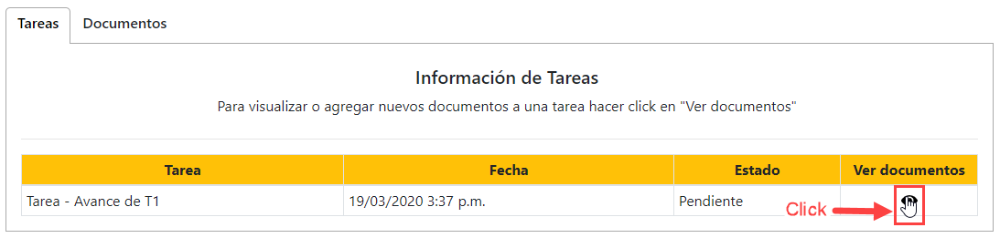 Tareas Documentos
Información de Tareas
Para visualizar o agregar nuevos documentos a una tarea hacer click en "Ver documentos"
Tarea Fecha Estado Ver documentos
Tarea - Avance de T1 19/03/2020 3:37 p.m. Pendiente
Click